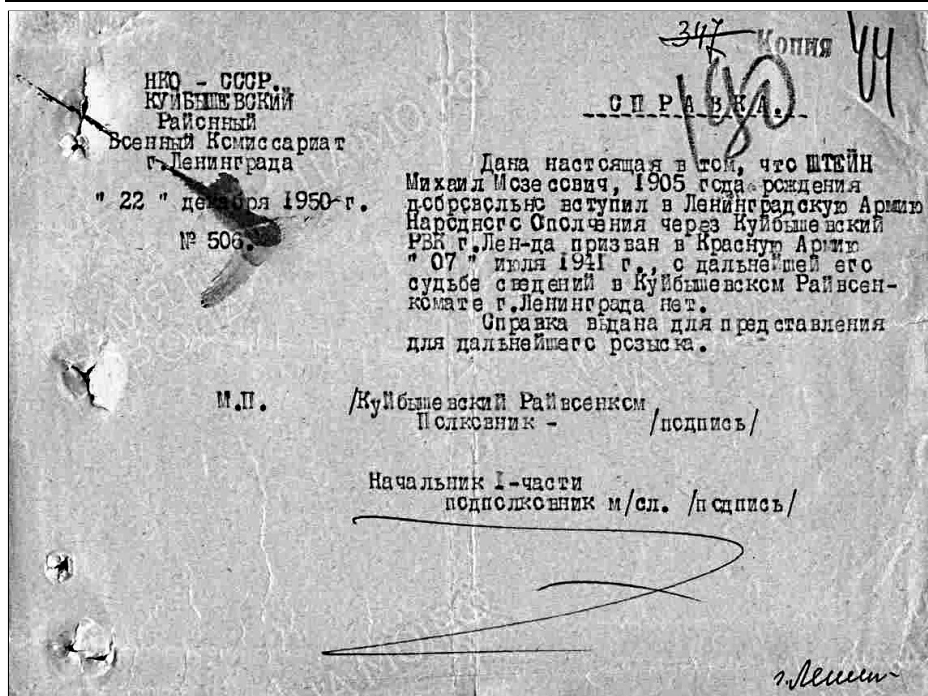 347
Копия
44
180
НКО - СССР.
КУЙБЫШЕВСКИЙ
Районный
Военный Комиссариат
г.Ленинграда
" 22 " декабря 1950 г.
№ 506.
СПРАВКА.
Дана настоящая в том, что ШТЕЙН
Михаил Мозесович, 1905 года рождения
добровольно вступил в Ленинградскую Армию
Народного Ополчения через Куйбышевский
РВК г.Лен-да призван в Красную Армию
" 07 " июля 1941 г., о дальнейшей его
судьбе сведений в Куйбышевском Райвоен-
комате г.Ленинграда нет.
Справка выдана для представления
для дальнейшего розыска.
М.П.
/Куйбышевский Райвоенком
Полковник - /подпись/
Начальник I-части
подполковник м/сл. /подпись/